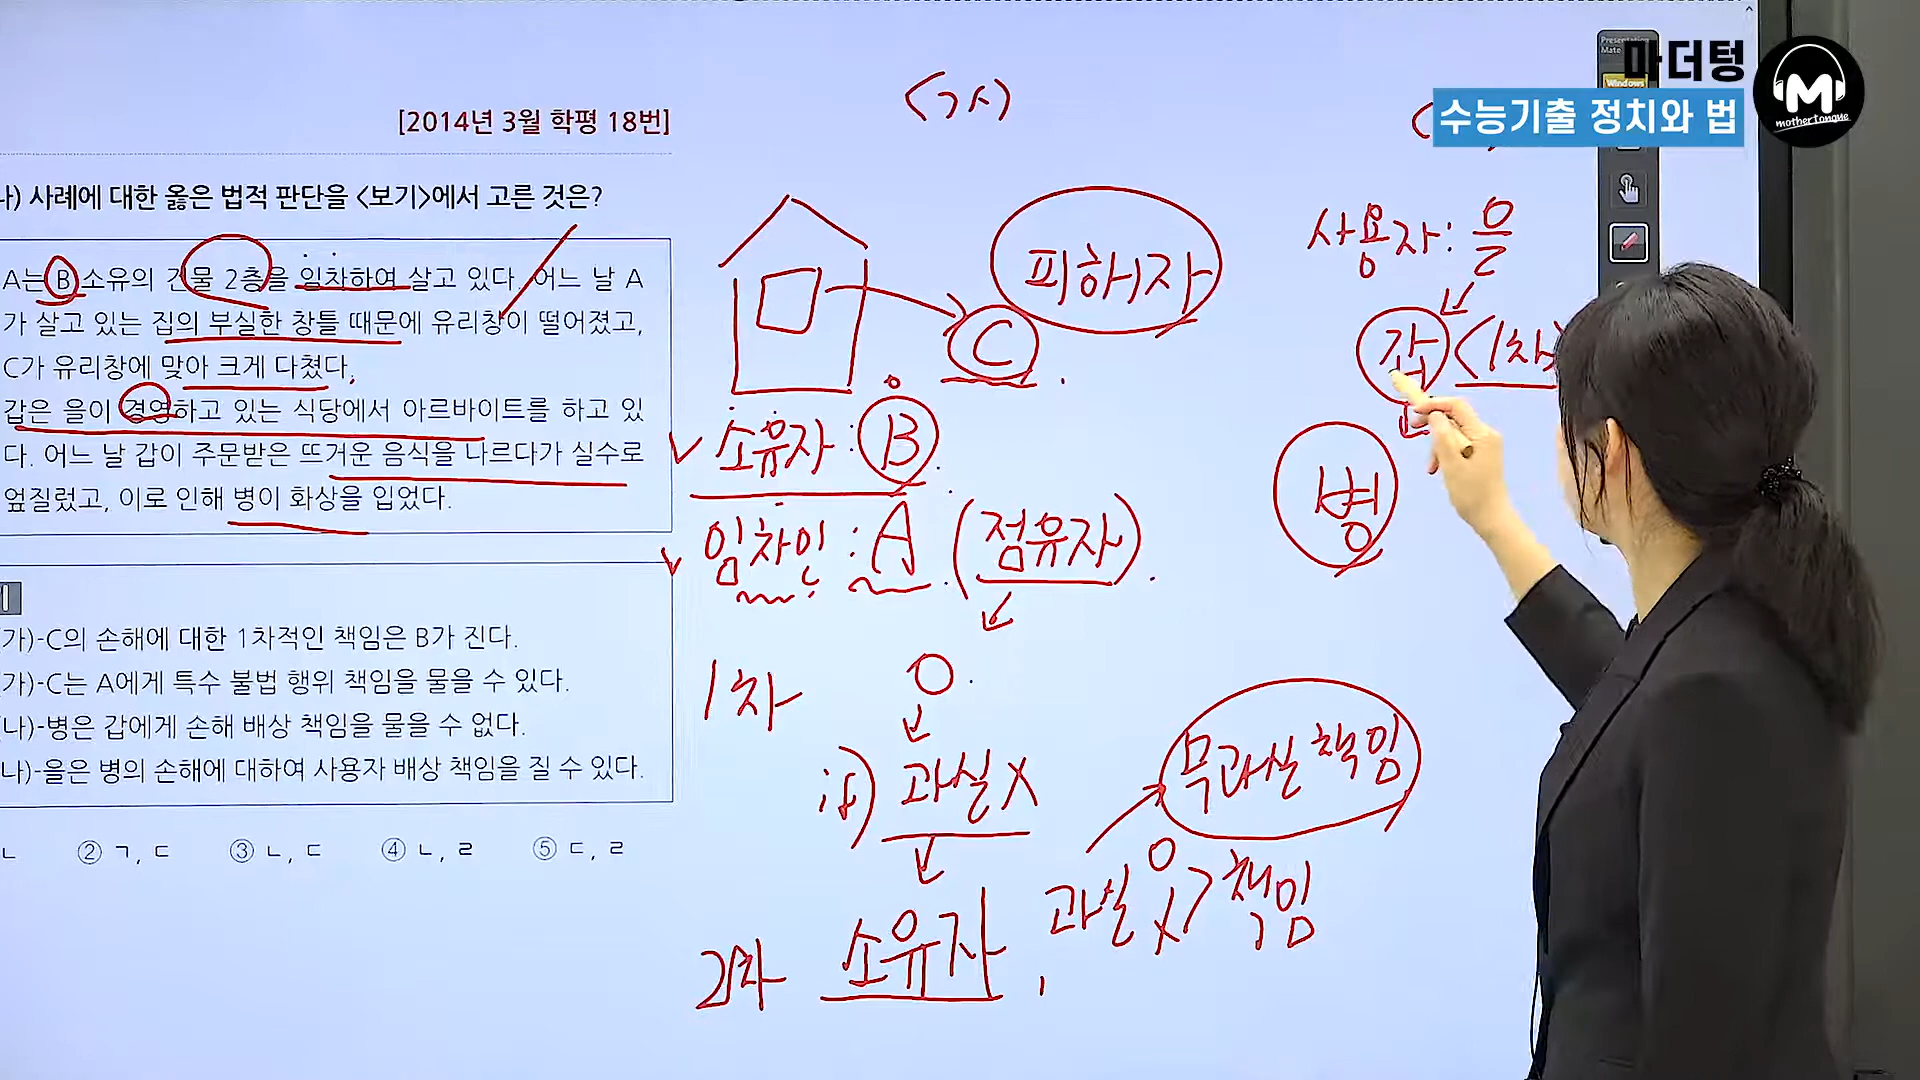 마더텅
수능기출 정치와 법
mothertongue
Presentation
Mate
Windows
[2014년 3월 학평 18번]
나) 사례에 대한 옳은 법적 판단을 <보기>에서 고른 것은?
A는 B 소유의 건물 2층을 임차하여 살고 있다. 어느 날 A
가 살고 있는 집의 부실한 창틀 때문에 유리창이 떨어졌고,
C가 유리창에 맞아 크게 다쳤다.
갑은 을이 경영하고 있는 식당에서 아르바이트를 하고 있
다. 어느 날 갑이 주문받은 뜨거운 음식을 나르다가 실수로
엎질렀고, 이로 인해 병이 화상을 입었다.
기
(가)-C의 손해에 대한 1차적인 책임은 B가 진다.
(가)-C는 A에게 특수 불법 행위 책임을 물을 수 있다.
(나)-병은 갑에게 손해 배상 책임을 물을 수 없다.
(나)-을은 병의 손해에 대하여 사용자 배상 책임을 질 수 있다.
ㄴ ② ㄱ, ㄷ ③ ㄴ, ㄷ ④ ㄴ, ㄹ ⑤ ㄷ, ㄹ
<가>
피해자
C
소유자 : B
임차인 : A (점유자)
1차 O
if) 과실 X
무과실 책임
2차 소유자, 과실 O X > 책임
사용자 : 을
갑 (1차)
병